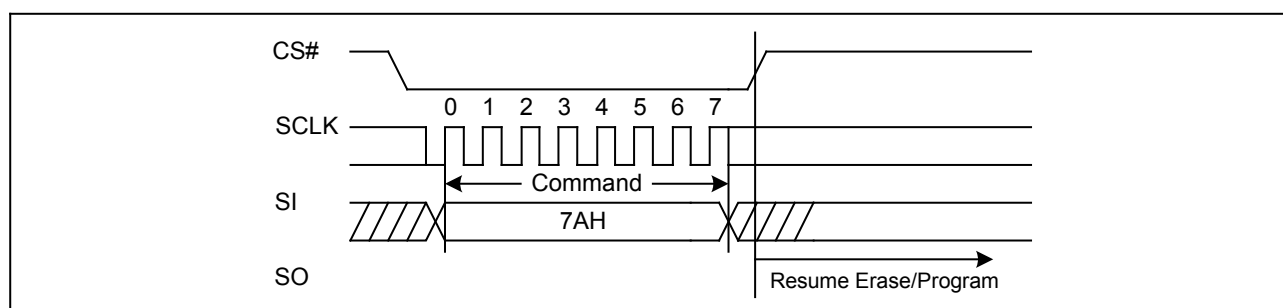 CS#
0 1 2 3 4 5 6 7
SCLK
Command
SI
7AH
SO
Resume Erase/Program